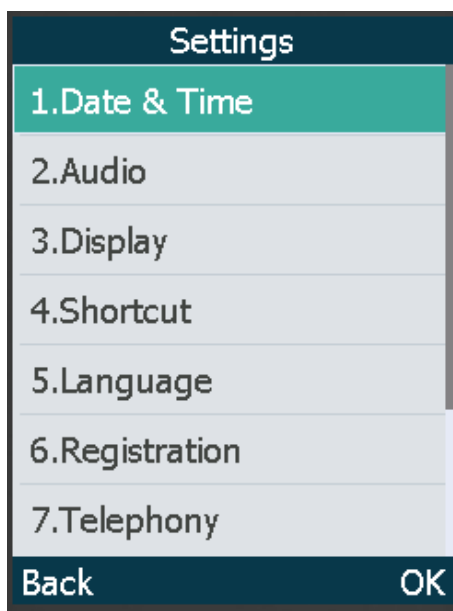 Settings
1.Date & Time
2.Audio
3.Display
4.Shortcut
5.Language
6.Registration
7.Telephony
Back OK